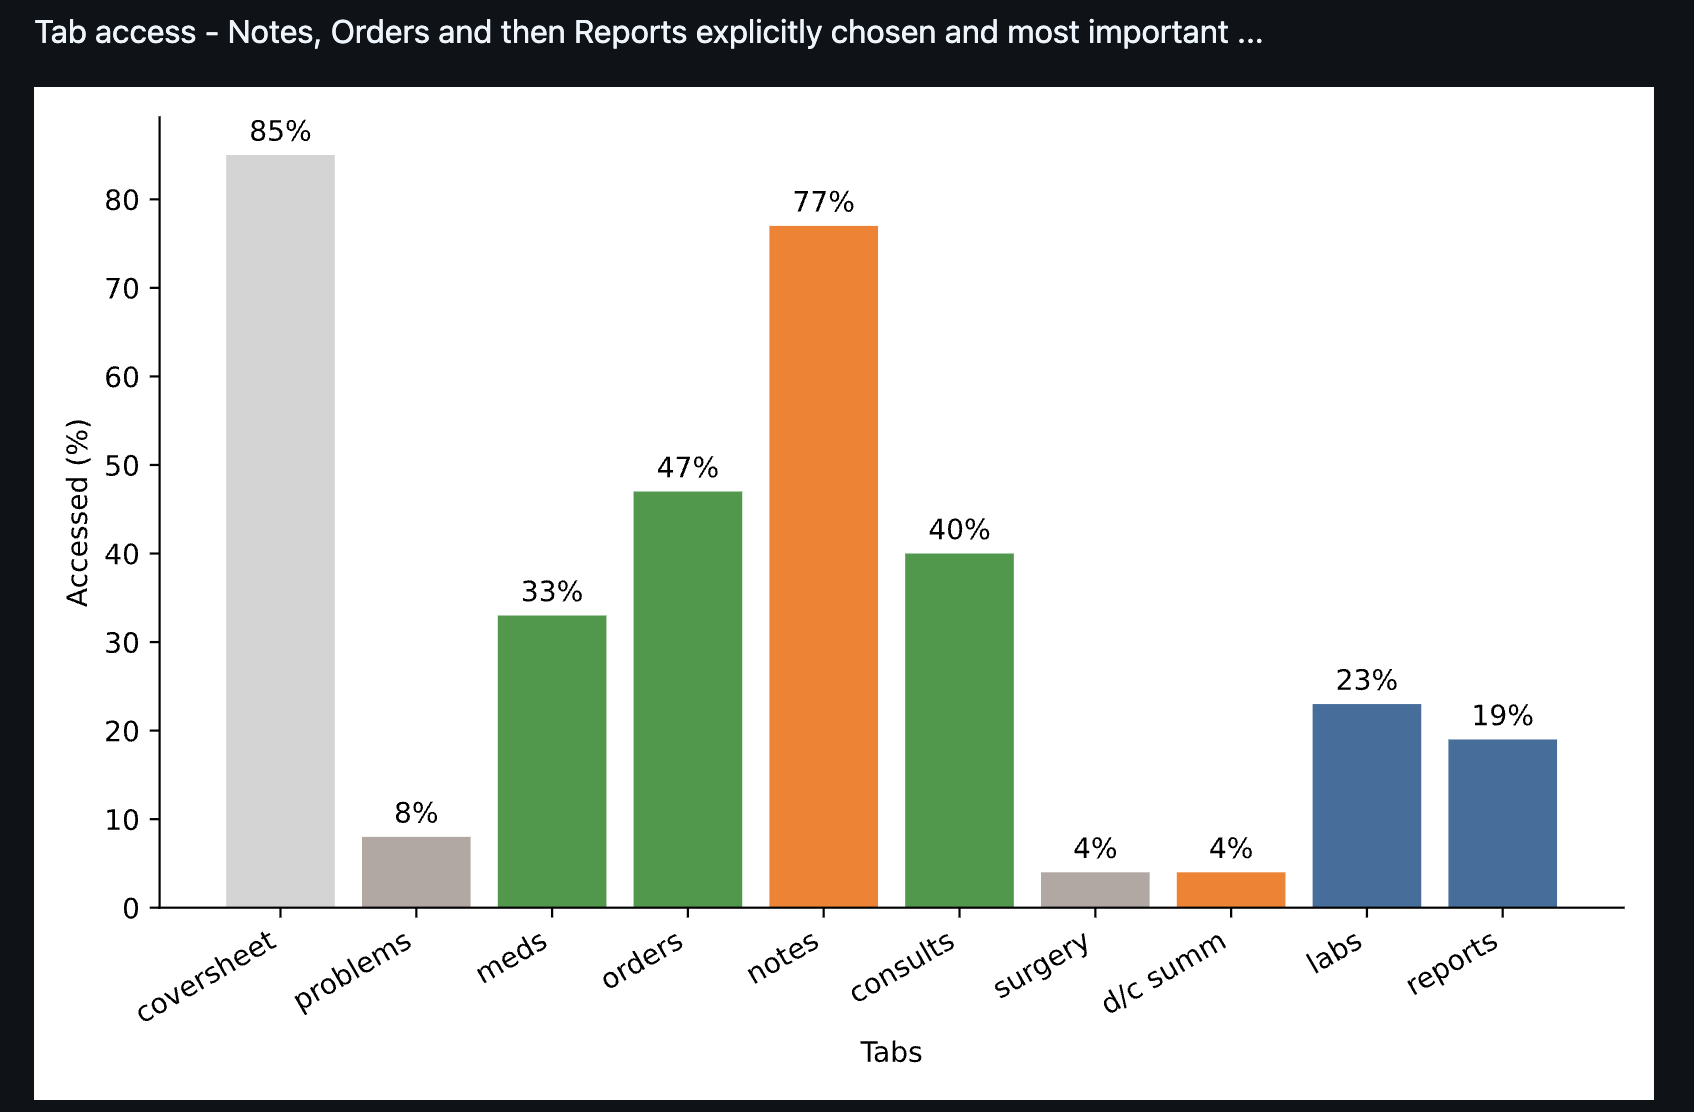 Tab access - Notes, Orders and then Reports explicitly chosen and most important ...
85%
77%
47%
40%
33%
23%
19%
8%
4%
4%
80
70
60
50
40
30
20
10
0
Accessed (%)
coversheet
problems
meds
orders
notes
consults
surgery
d/c summ
labs
reports
Tabs